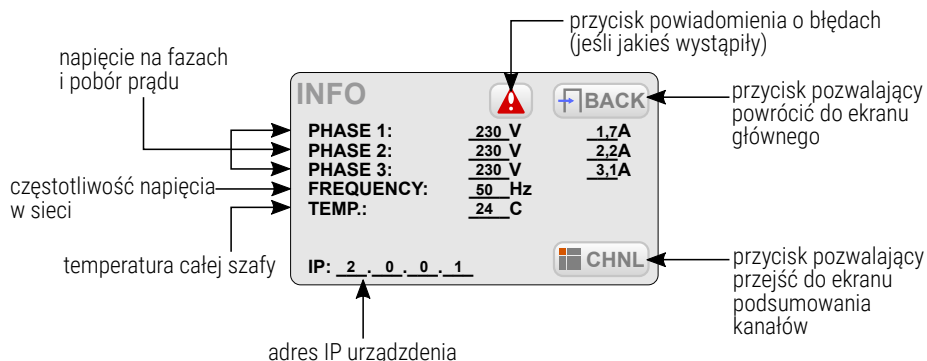 przycisk powiadomienia o błędach
(jeśli jakieś wystąpiły)
napięcie na fazach
i pobór prądu
INFO
BACK
przycisk pozwalający
powrócić do ekranu
głównego
PHASE 1: 230 V 1,7A
PHASE 2: 230 V 2,2A
PHASE 3: 230 V 3,1A
częstotliwość napięcia
w sieci
FREQUENCY: 50 Hz
TEMP.: 24 C
temperatura całej szafy
IP: 2 . 0 . 0 . 1
CHNL
przycisk pozwalający
przejść do ekranu
podsumowania
kanałów
adres IP urzadzdenia